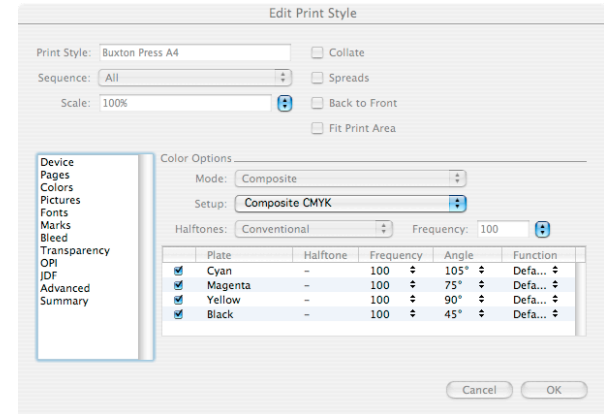 Edit Print Style
Print Style: Buxton Press A4
Collate
Sequence: All
Spreads
Scale: 100%
Back to Front
Fit Print Area
Device
Pages
Colors
Pictures
Fonts
Marks
Bleed
Transparency
OPI
JDF
Advanced
Summary
Color Options
Mode: Composite
Setup: Composite CMYK
Halftones: Conventional Frequency: 100
Plate Halftone Frequency Angle Function
Cyan – 100 105° Defa...
Magenta – 100 75° Defa...
Yellow – 100 90° Defa...
Black – 100 45° Defa...
Cancel OK